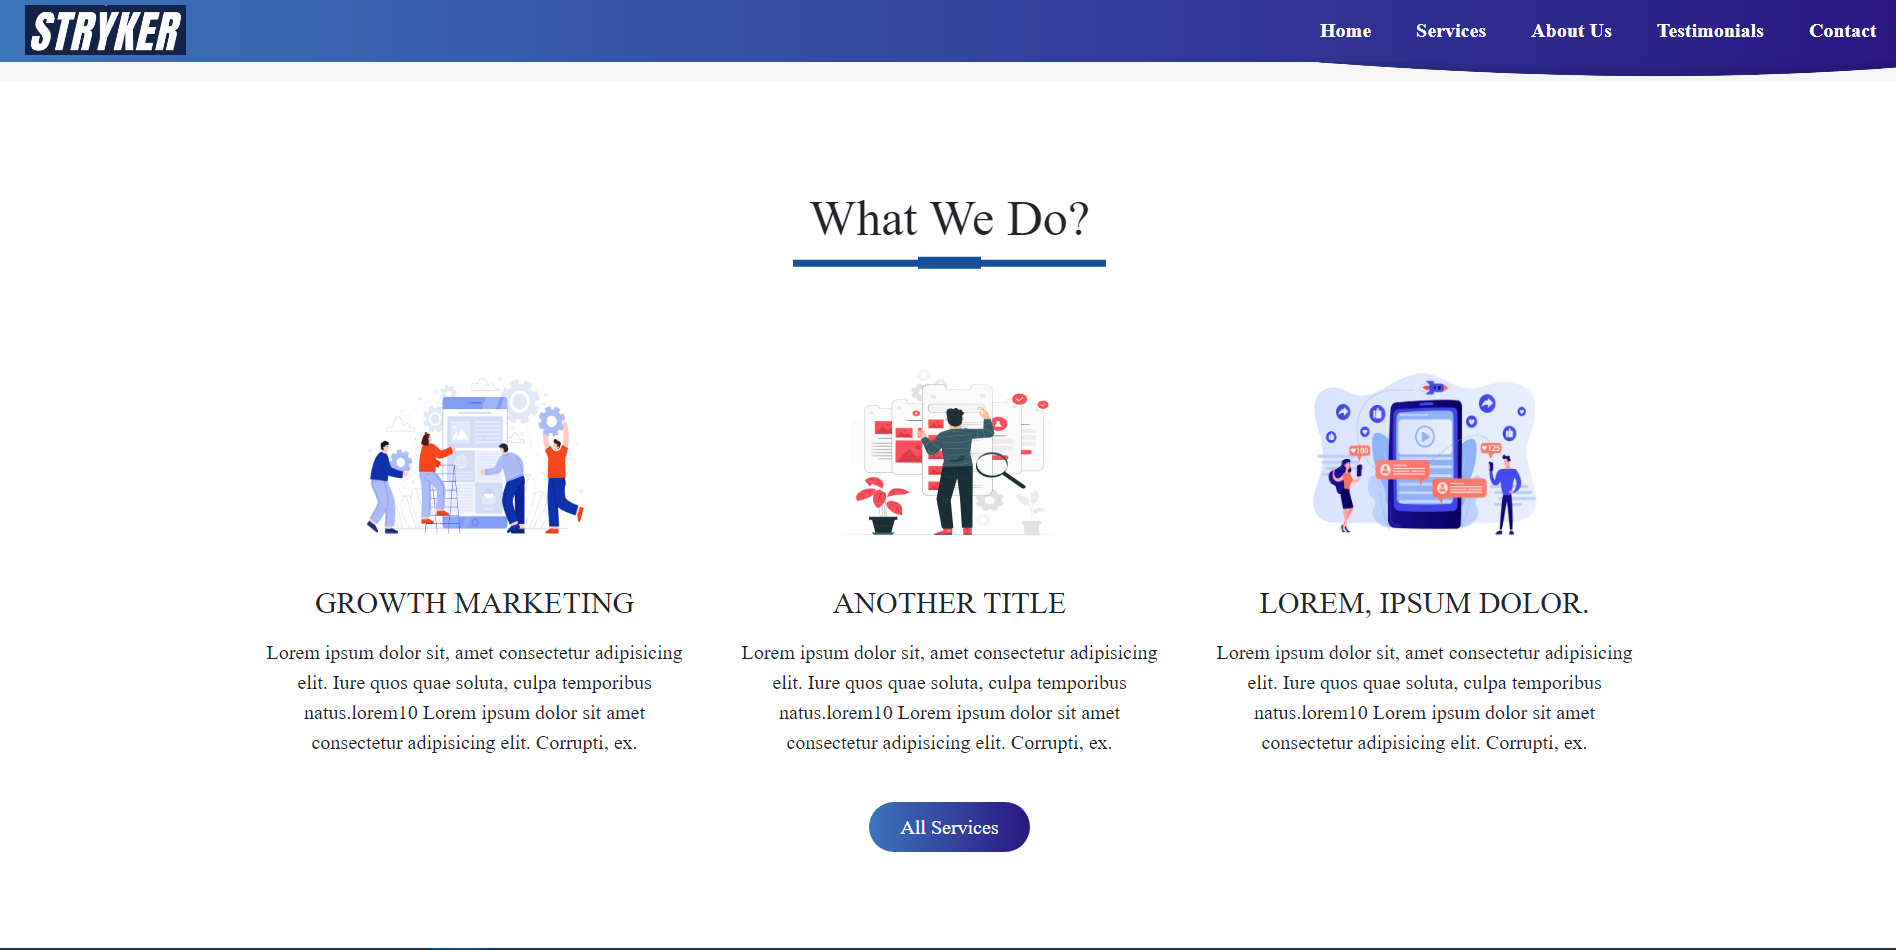 STRYKER
Home Services About Us Testimonials Contact
What We Do?
100
125
GROWTH MARKETING
Lorem ipsum dolor sit, amet consectetur adipisicing
elit. Iure quos quae soluta, culpa temporibus
natus.lorem10 Lorem ipsum dolor sit amet
consectetur adipisicing elit. Corrupti, ex.
ANOTHER TITLE
Lorem ipsum dolor sit, amet consectetur adipisicing
elit. Iure quos quae soluta, culpa temporibus
natus.lorem10 Lorem ipsum dolor sit amet
consectetur adipisicing elit. Corrupti, ex.
LOREM, IPSUM DOLOR.
Lorem ipsum dolor sit, amet consectetur adipisicing
elit. Iure quos quae soluta, culpa temporibus
natus.lorem10 Lorem ipsum dolor sit amet
consectetur adipisicing elit. Corrupti, ex.
All Services